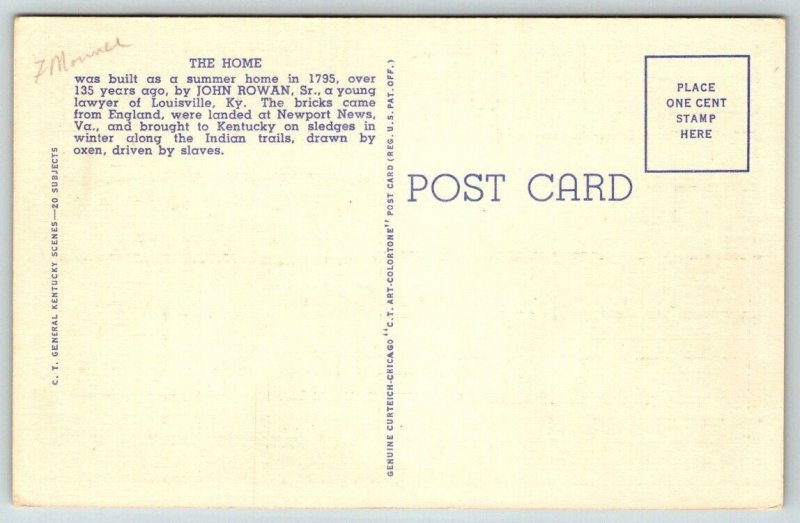 THE HOME
was built as a summer home in 1795, over
135 years ago, by JOHN ROWAN, Sr., a young
lawyer of Louisville, Ky. The bricks came
from England, were landed at Newport News,
Va., and brought to Kentucky on sledges in
winter along the Indian trails, drawn by
oxen, driven by slaves.
C. T. GENERAL KENTUCKY SCENES—20 SUBJECTS
GENUINE CURTEICH-CHICAGO "C.T. ART-COLORTONE" POST CARD (REG. U.S. PAT. OFF.)
POST CARD
PLACE
ONE CENT
STAMP
HERE